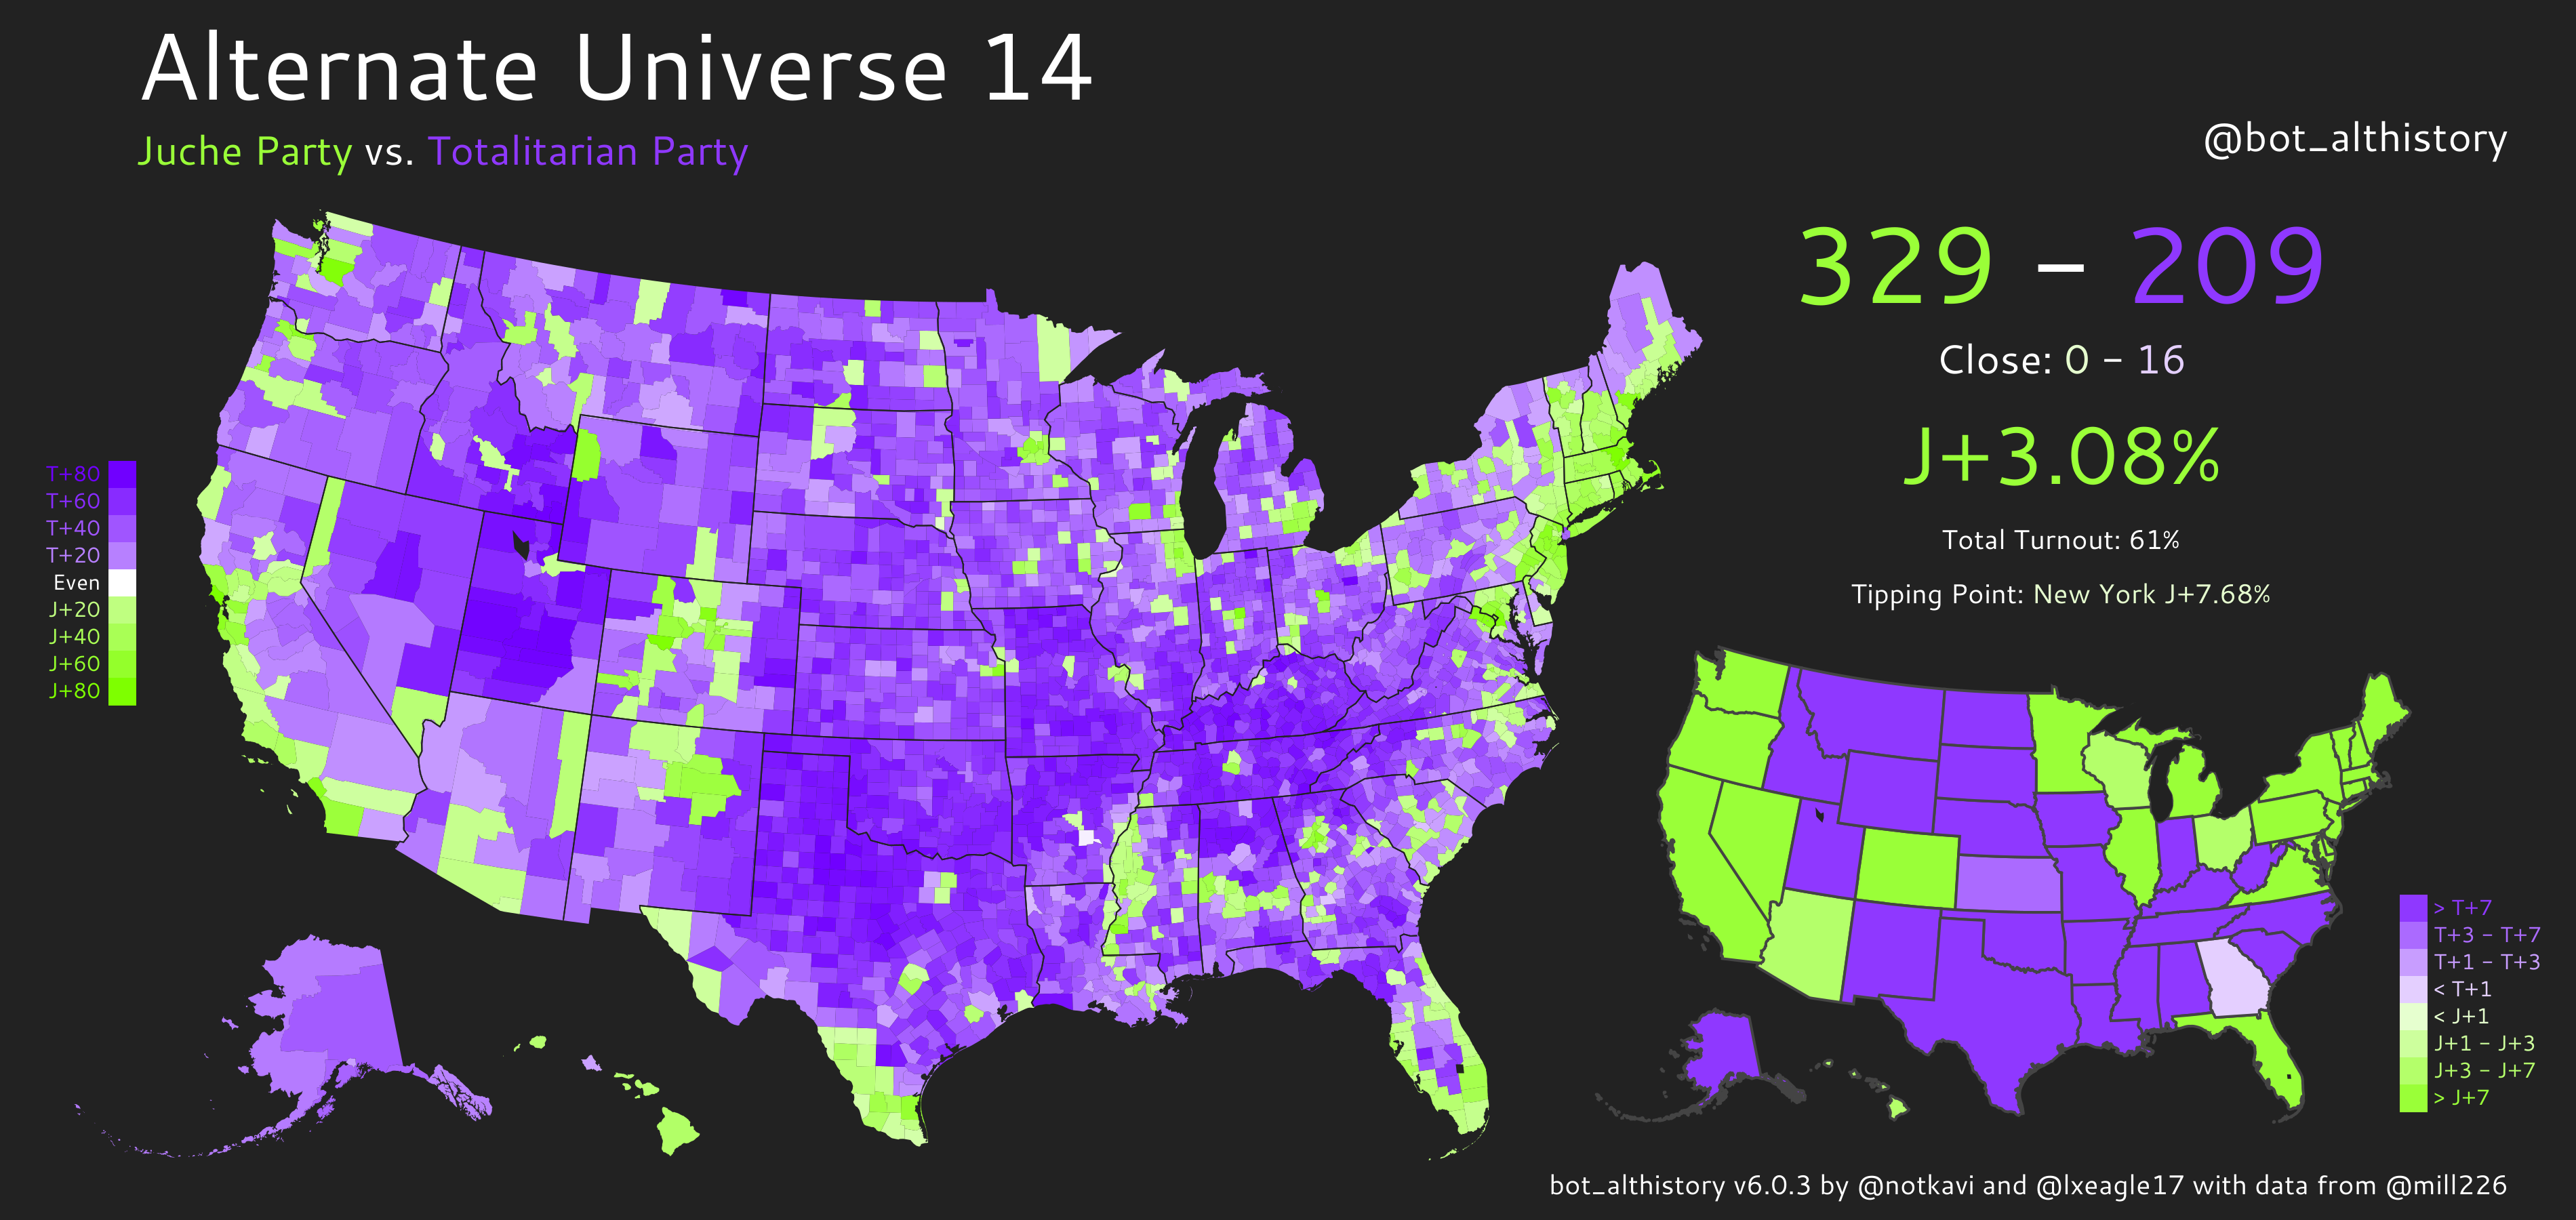 Alternate Universe 14
Juche Party vs. Totalitarian Party
@bot_althistory
329 – 209
Close: 0 – 16
J+3.08%
Total Turnout: 61%
Tipping Point: New York J+7.68%
T+80
T+60
T+40
T+20
Even
J+20
J+40
J+60
J+80
> T+7
T+3 – T+7
T+1 – T+3
< T+1
< J+1
J+1 – J+3
J+3 – J+7
> J+7
bot_althistory v6.0.3 by @notkavi and @lxeagle17 with data from @mill226